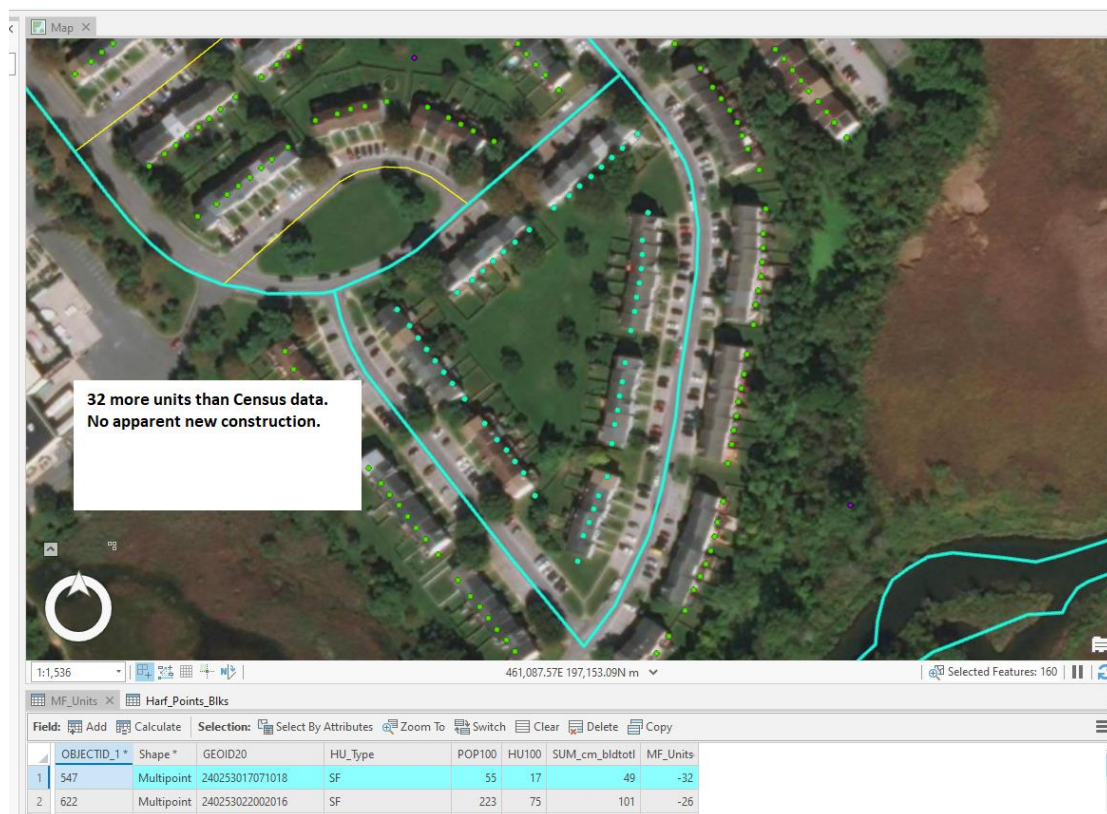 Map
32 more units than Census data.
No apparent new construction.
1:1,536
461,087.57E 197,153.09N m
Selected Features: 160
MF_Units
Harf_Points_Blks
Field: Add Calculate Selection: Select By Attributes Zoom To Switch Clear Delete Copy
OBJECTID_1 * Shape * GEOID20 HU_Type POP100 HU100 SUM_cm_bldtotl MF_Units
1 547 Multipoint 240253017071018 SF 55 17 49 -32
2 622 Multipoint 240253022002016 SF 223 75 101 -26